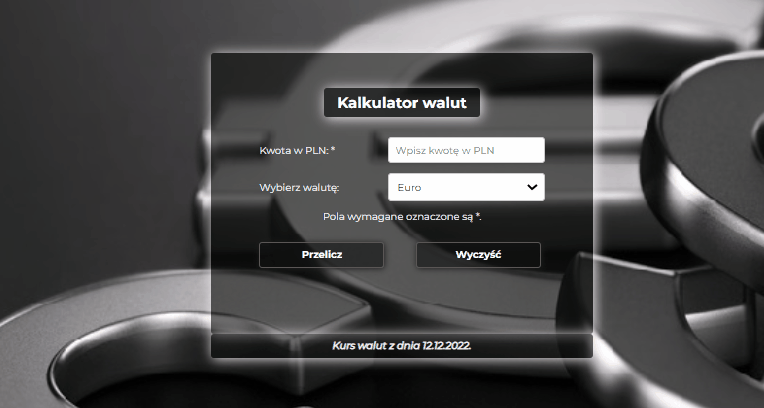 Kalkulator walut
Kwota w PLN: * Wpisz kwotę w PLN
Wybierz walutę: Euro
Pola wymagane oznaczone są *.
Przelicz Wyczyść
Kurs walut z dnia 12.12.2022.